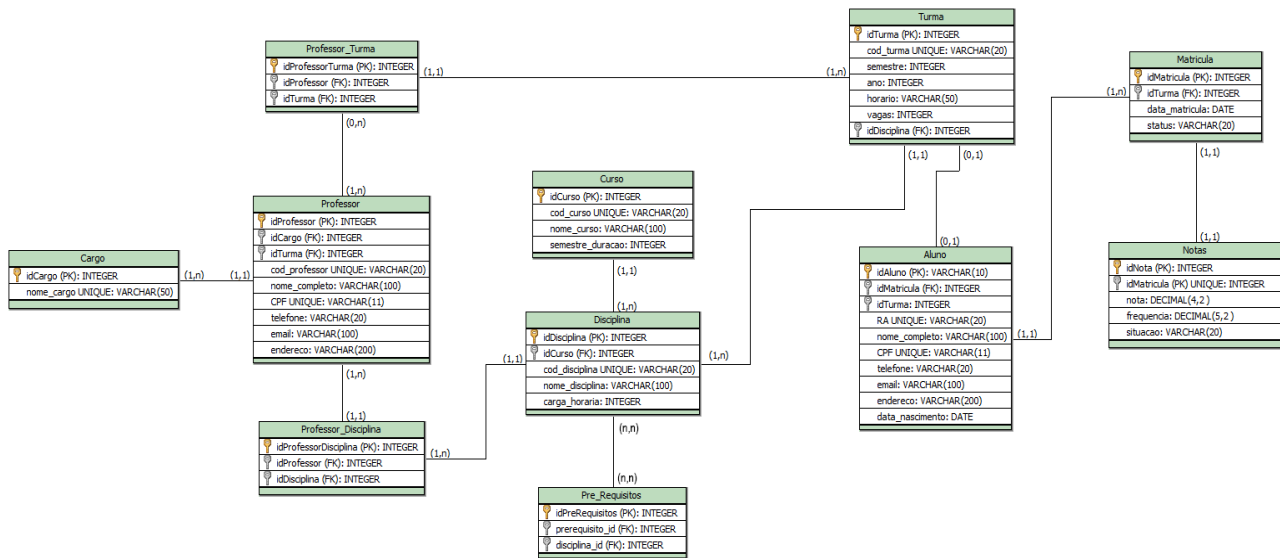 Professor_Turma
idProfessorTurma (PK): INTEGER
idProfessor (FK): INTEGER
idTurma (FK): INTEGER
(1,1)
(1,n)
(0,n)
(1,n)
Turma
idTurma (PK): INTEGER
cod_turma UNIQUE: VARCHAR(20)
semestre: INTEGER
ano: INTEGER
horario: VARCHAR(50)
vagas: INTEGER
idDisciplina (FK): INTEGER
(1,1)
(0,1)
(1,n)
Matricula
idMatricula (PK): INTEGER
idTurma (FK): INTEGER
data_matricula: DATE
status: VARCHAR(20)
(1,1)
(1,1)
Cargo
idCargo (PK): INTEGER
nome_cargo UNIQUE: VARCHAR(50)
(1,n)
(1,1)
Professor
idProfessor (PK): INTEGER
idCargo (FK): INTEGER
idTurma (FK): INTEGER
cod_professor UNIQUE: VARCHAR(20)
nome_completo: VARCHAR(100)
CPF UNIQUE: VARCHAR(11)
telefone: VARCHAR(20)
email: VARCHAR(100)
endereco: VARCHAR(200)
(1,n)
(1,1)
Curso
idCurso (PK): INTEGER
cod_curso UNIQUE: VARCHAR(20)
nome_curso: VARCHAR(100)
semestre_duracao: INTEGER
(1,1)
(1,n)
Disciplina
idDisciplina (PK): INTEGER
idCurso (FK): INTEGER
cod_disciplina UNIQUE: VARCHAR(20)
nome_disciplina: VARCHAR(100)
carga_horaria: INTEGER
(1,1)
(1,n)
(n,n)
(n,n)
(0,1)
Aluno
idAluno (PK): VARCHAR(10)
idMatricula (FK): INTEGER
idTurma: INTEGER
RA UNIQUE: VARCHAR(20)
nome_completo: VARCHAR(100)
CPF UNIQUE: VARCHAR(11)
telefone: VARCHAR(20)
email: VARCHAR(100)
endereco: VARCHAR(200)
data_nascimento: DATE
(1,1)
Notas
idNota (PK): INTEGER
idMatricula (PK) UNIQUE: INTEGER
nota: DECIMAL(4,2 )
frequência: DECIMAL(5,2 )
situacao: VARCHAR(20)
Professor_Disciplina
idProfessorDisciplina (PK): INTEGER
idProfessor (FK): INTEGER
idDisciplina (FK): INTEGER
(1,n)
Pre_Requisitos
idPreRequisitos (PK): INTEGER
prerequisito_id (FK): INTEGER
disciplina_id (FK): INTEGER